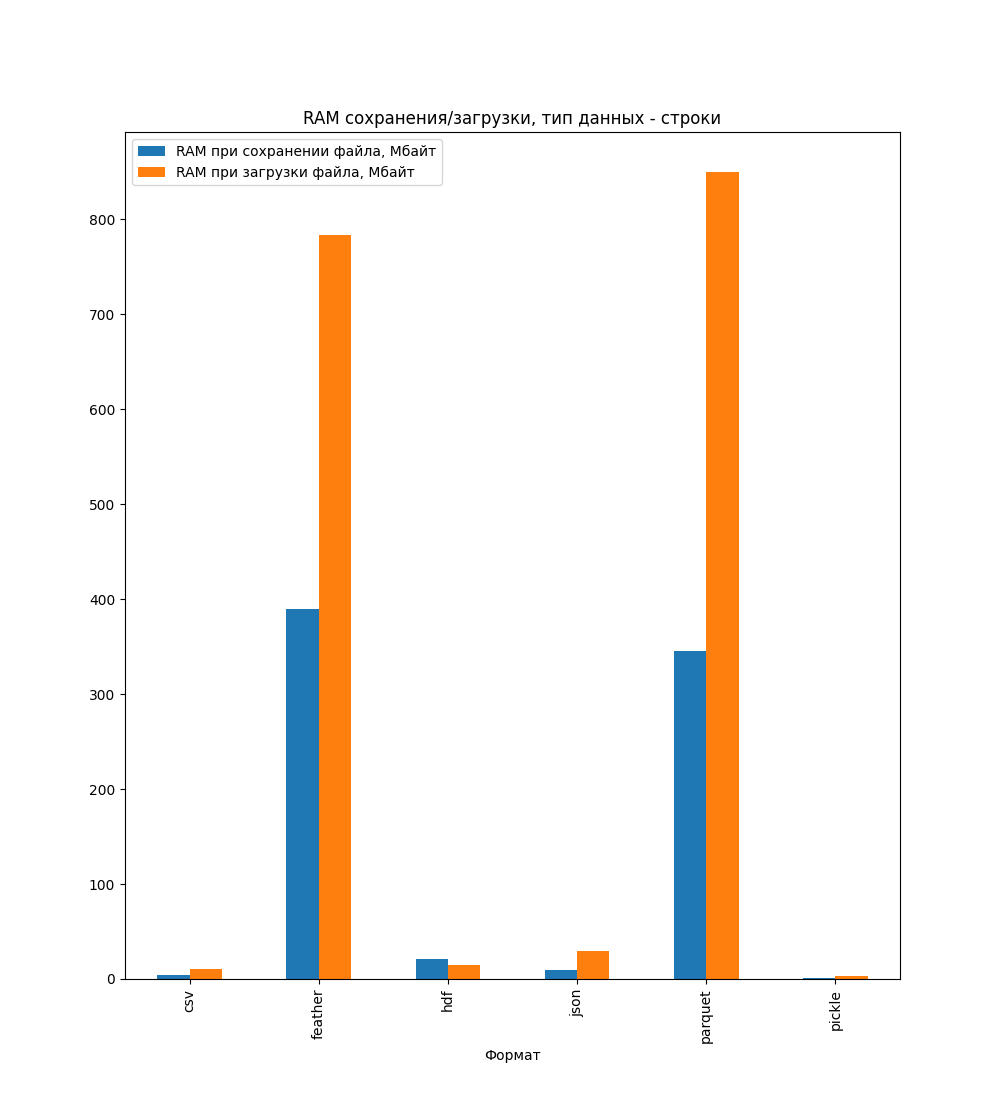 RAM сохранения/загрузки, тип данных - строки
RAM при сохранении файла, Мбайт
RAM при загрузки файла, Мбайт
800
700
600
500
400
300
200
100
0
csv
feather
hdf
json
parquet
pickle
Формат